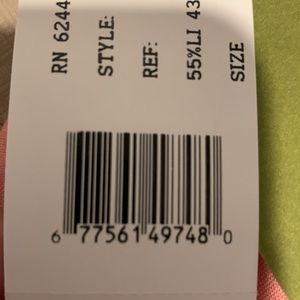 RN 6244
STYLE:
REF:
55%LI 43
SIZE
6 77561 49748 0